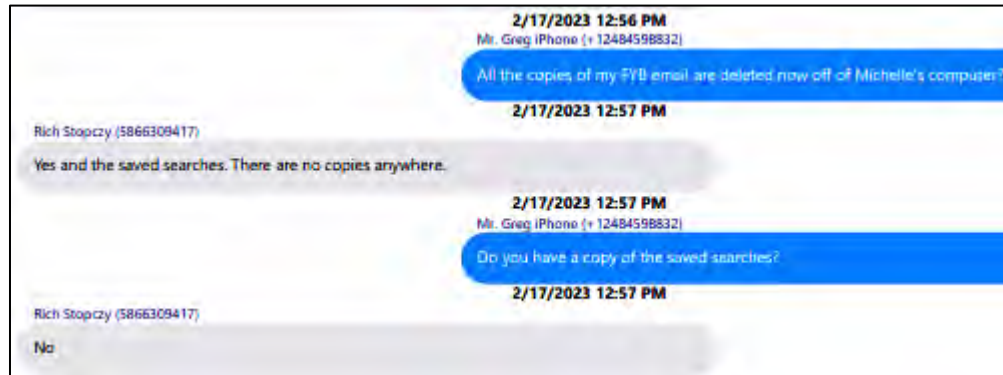 2/17/2023 12:56 PM
Mr. Greg iPhone (+12484598832)
All the copies of my FYB email are deleted now off of Michelle's computer?
2/17/2023 12:57 PM
Rich Stopczy (5866309417)
Yes and the saved searches. There are no copies anywhere.
2/17/2023 12:57 PM
Mr. Greg iPhone (+12484598832)
Do you have a copy of the saved searches?
2/17/2023 12:57 PM
Rich Stopczy (5866309417)
No